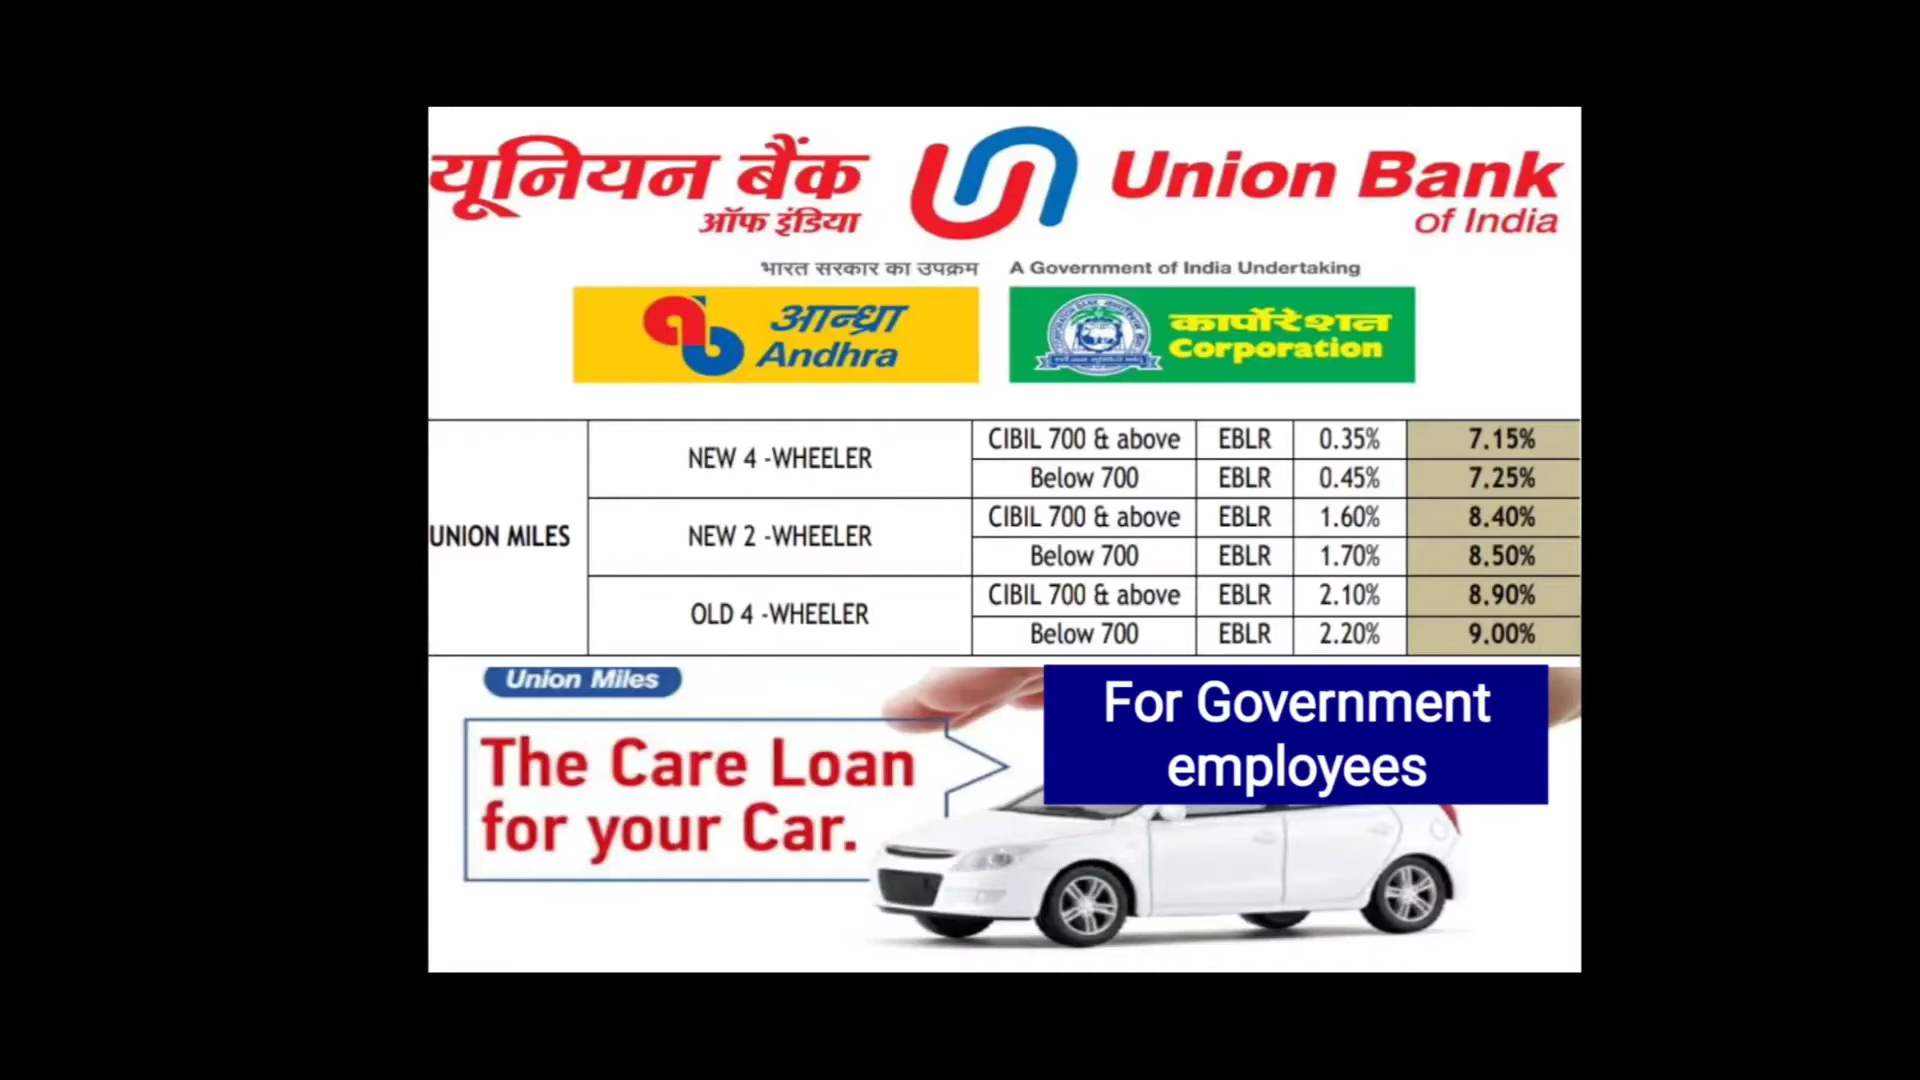 यूनियन बैंक
ऑफ इंडिया
Union Bank
of India
भारत सरकार का उपक्रम
A Government of India Undertaking
आन्ध्रा
Andhra
कार्पोरेशन
Corporation
UNION MILES
NEW 4 -WHEELER
CIBIL 700 & above EBLR 0.35% 7.15%
Below 700 EBLR 0.45% 7.25%
NEW 2 -WHEELER
CIBIL 700 & above EBLR 1.60% 8.40%
Below 700 EBLR 1.70% 8.50%
OLD 4 -WHEELER
CIBIL 700 & above EBLR 2.10% 8.90%
Below 700 EBLR 2.20% 9.00%
Union Miles
The Care Loan
for your Car.
For Government
employees